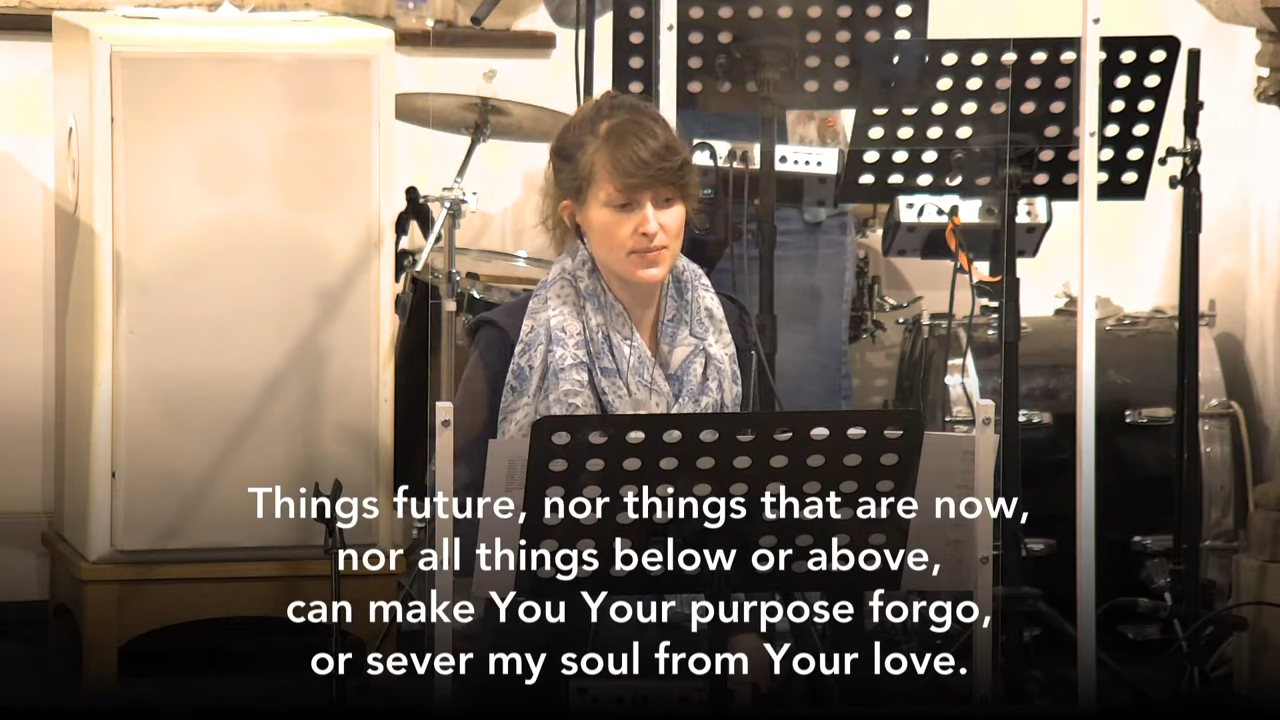 Things future, nor things that are now,
nor all things below or above,
can make You Your purpose forgo,
or sever my soul from Your love.